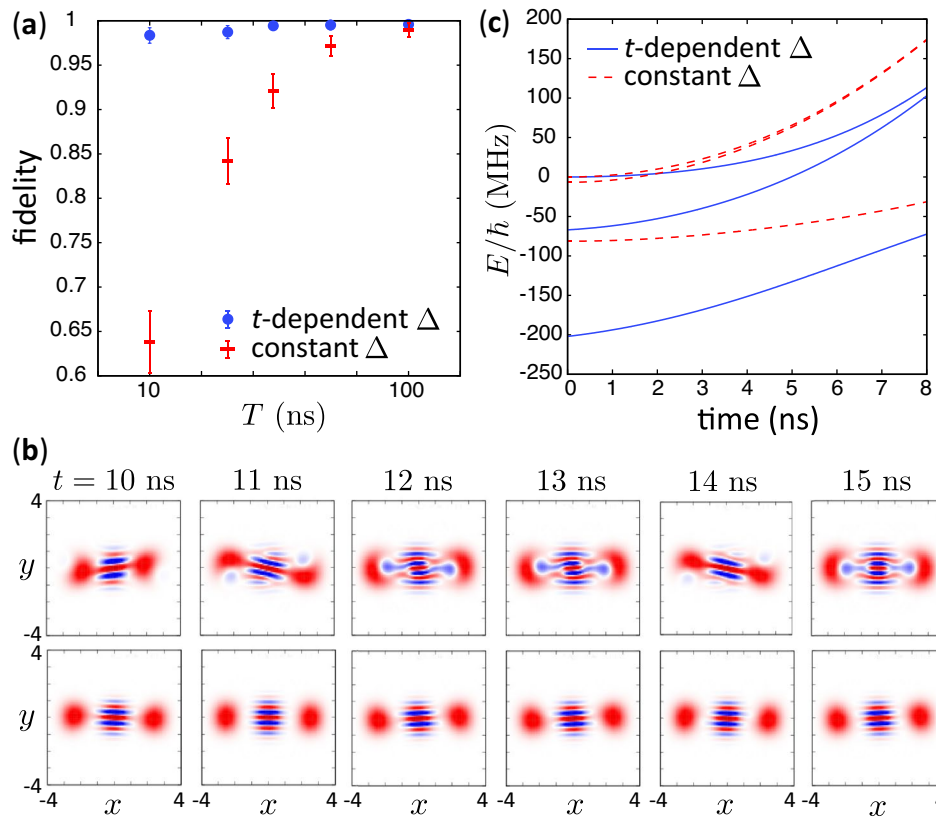 (a)
1
0.95
0.9
0.85
0.8
0.75
0.7
0.65
0.6
fidelity
t-dependent Δ
constant Δ
10
100
T (ns)
(c)
200
150
100
50
0
-50
-100
-150
-200
-250
E/ħ (MHz)
t-dependent Δ
constant Δ
0 1 2 3 4 5 6 7 8
time (ns)
(b)
t = 10 ns 11 ns 12 ns 13 ns 14 ns 15 ns
4
y
-4
4
y
-4
-4 x 4 -4 x 4 -4 x 4 -4 x 4 -4 x 4 -4 x 4